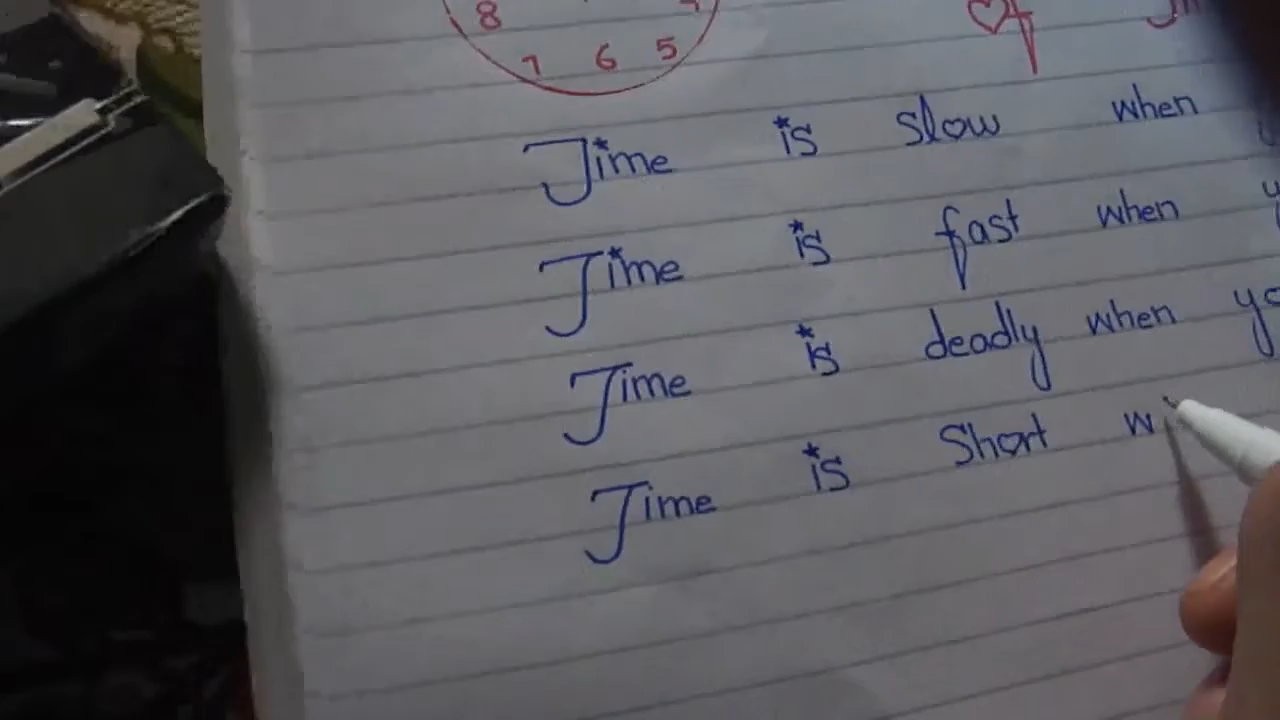 8
7 6 5
Time is slow when
Time is fast when
Time is deadly when yo
Time is Short w